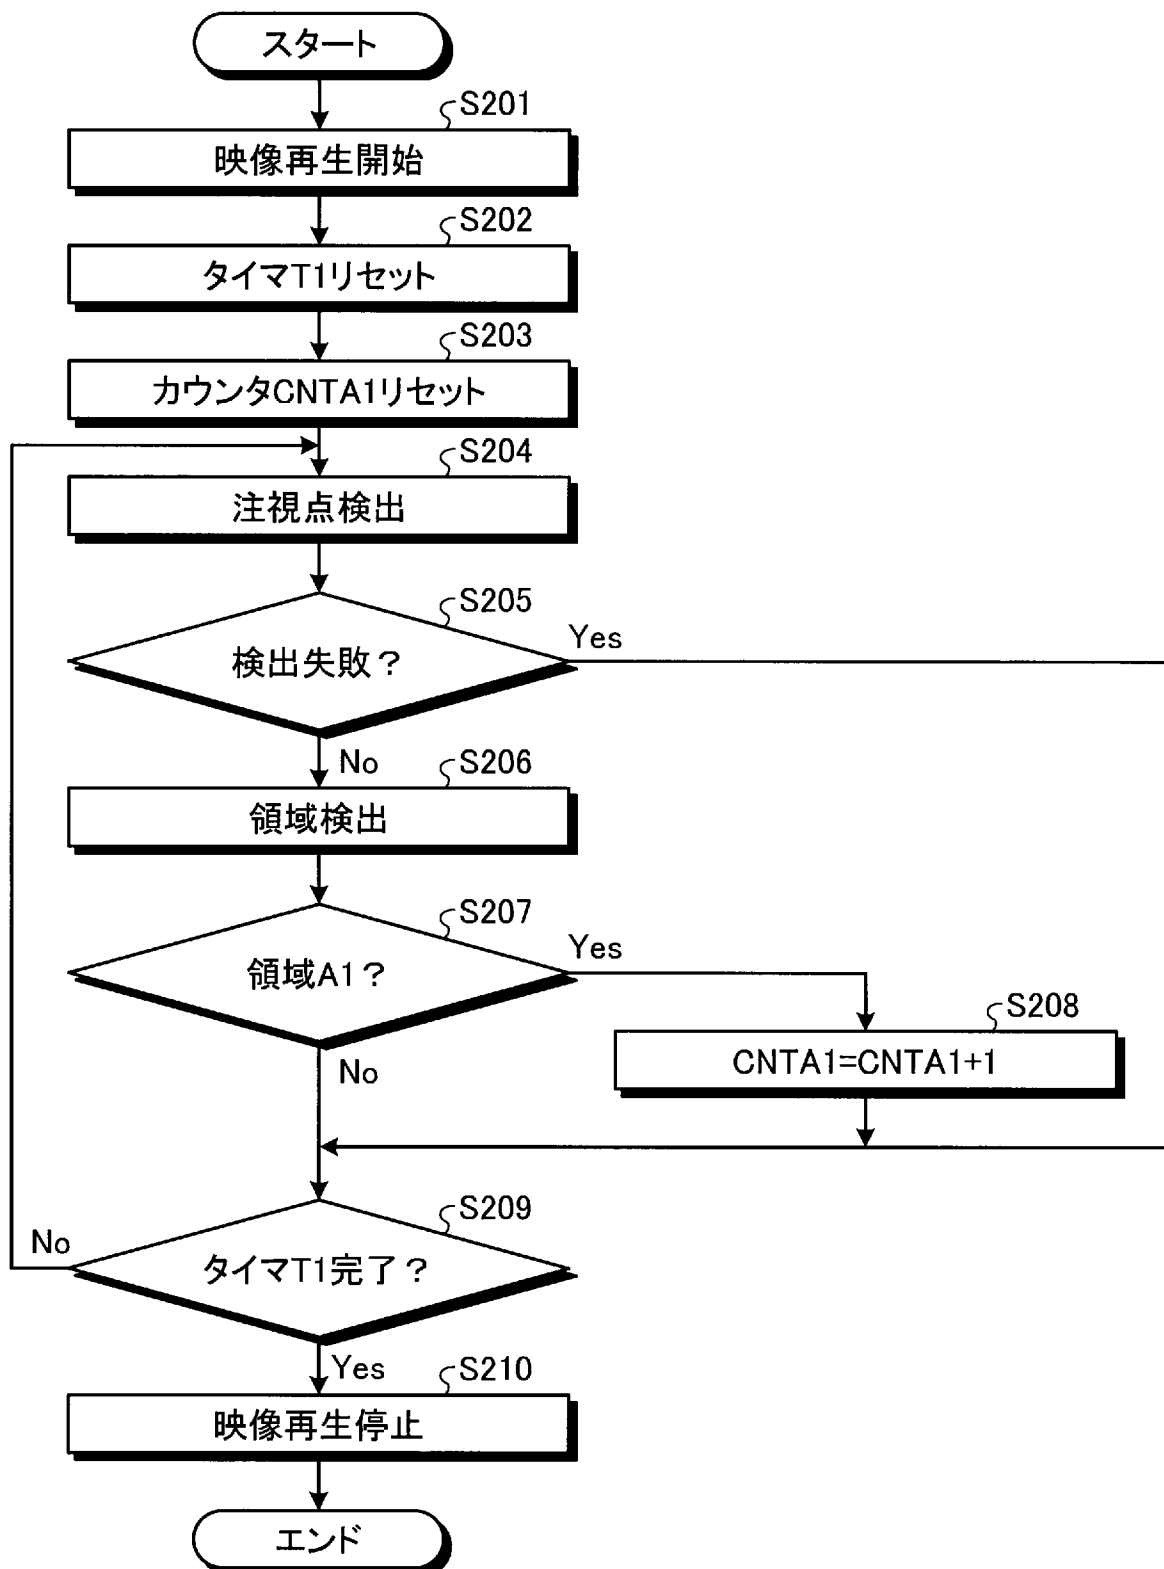 スタート
S201
映像再生開始
S202
タイマT1リセット
S203
カウンタCNTA1リセット
S204
注視点検出
S205
検出失敗？
Yes
No
S206
領域検出
S207
領域A1？
Yes
No
S208
CNTA1=CNTA1+1
S209
タイマT1完了？
No
Yes
S210
映像再生停止
エンド